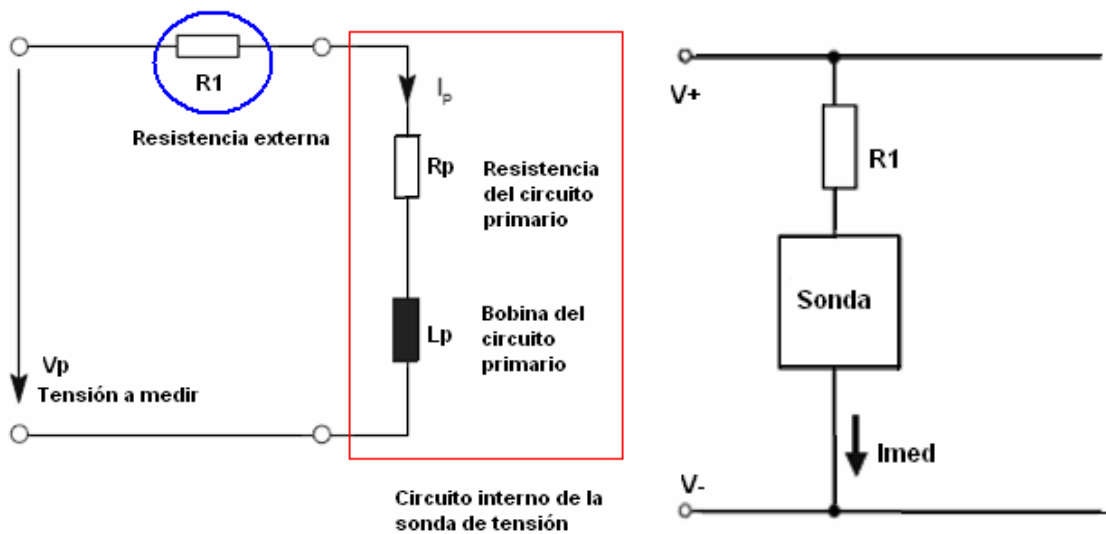 R1
Resistencia externa
Ip
Rp
Resistencia
del circuito
primario
Lp
Bobina del
circuito
primario
Vp
Tensión a medir
Circuito interno de la
sonda de tensión
V+
R1
Sonda
Imed
V-